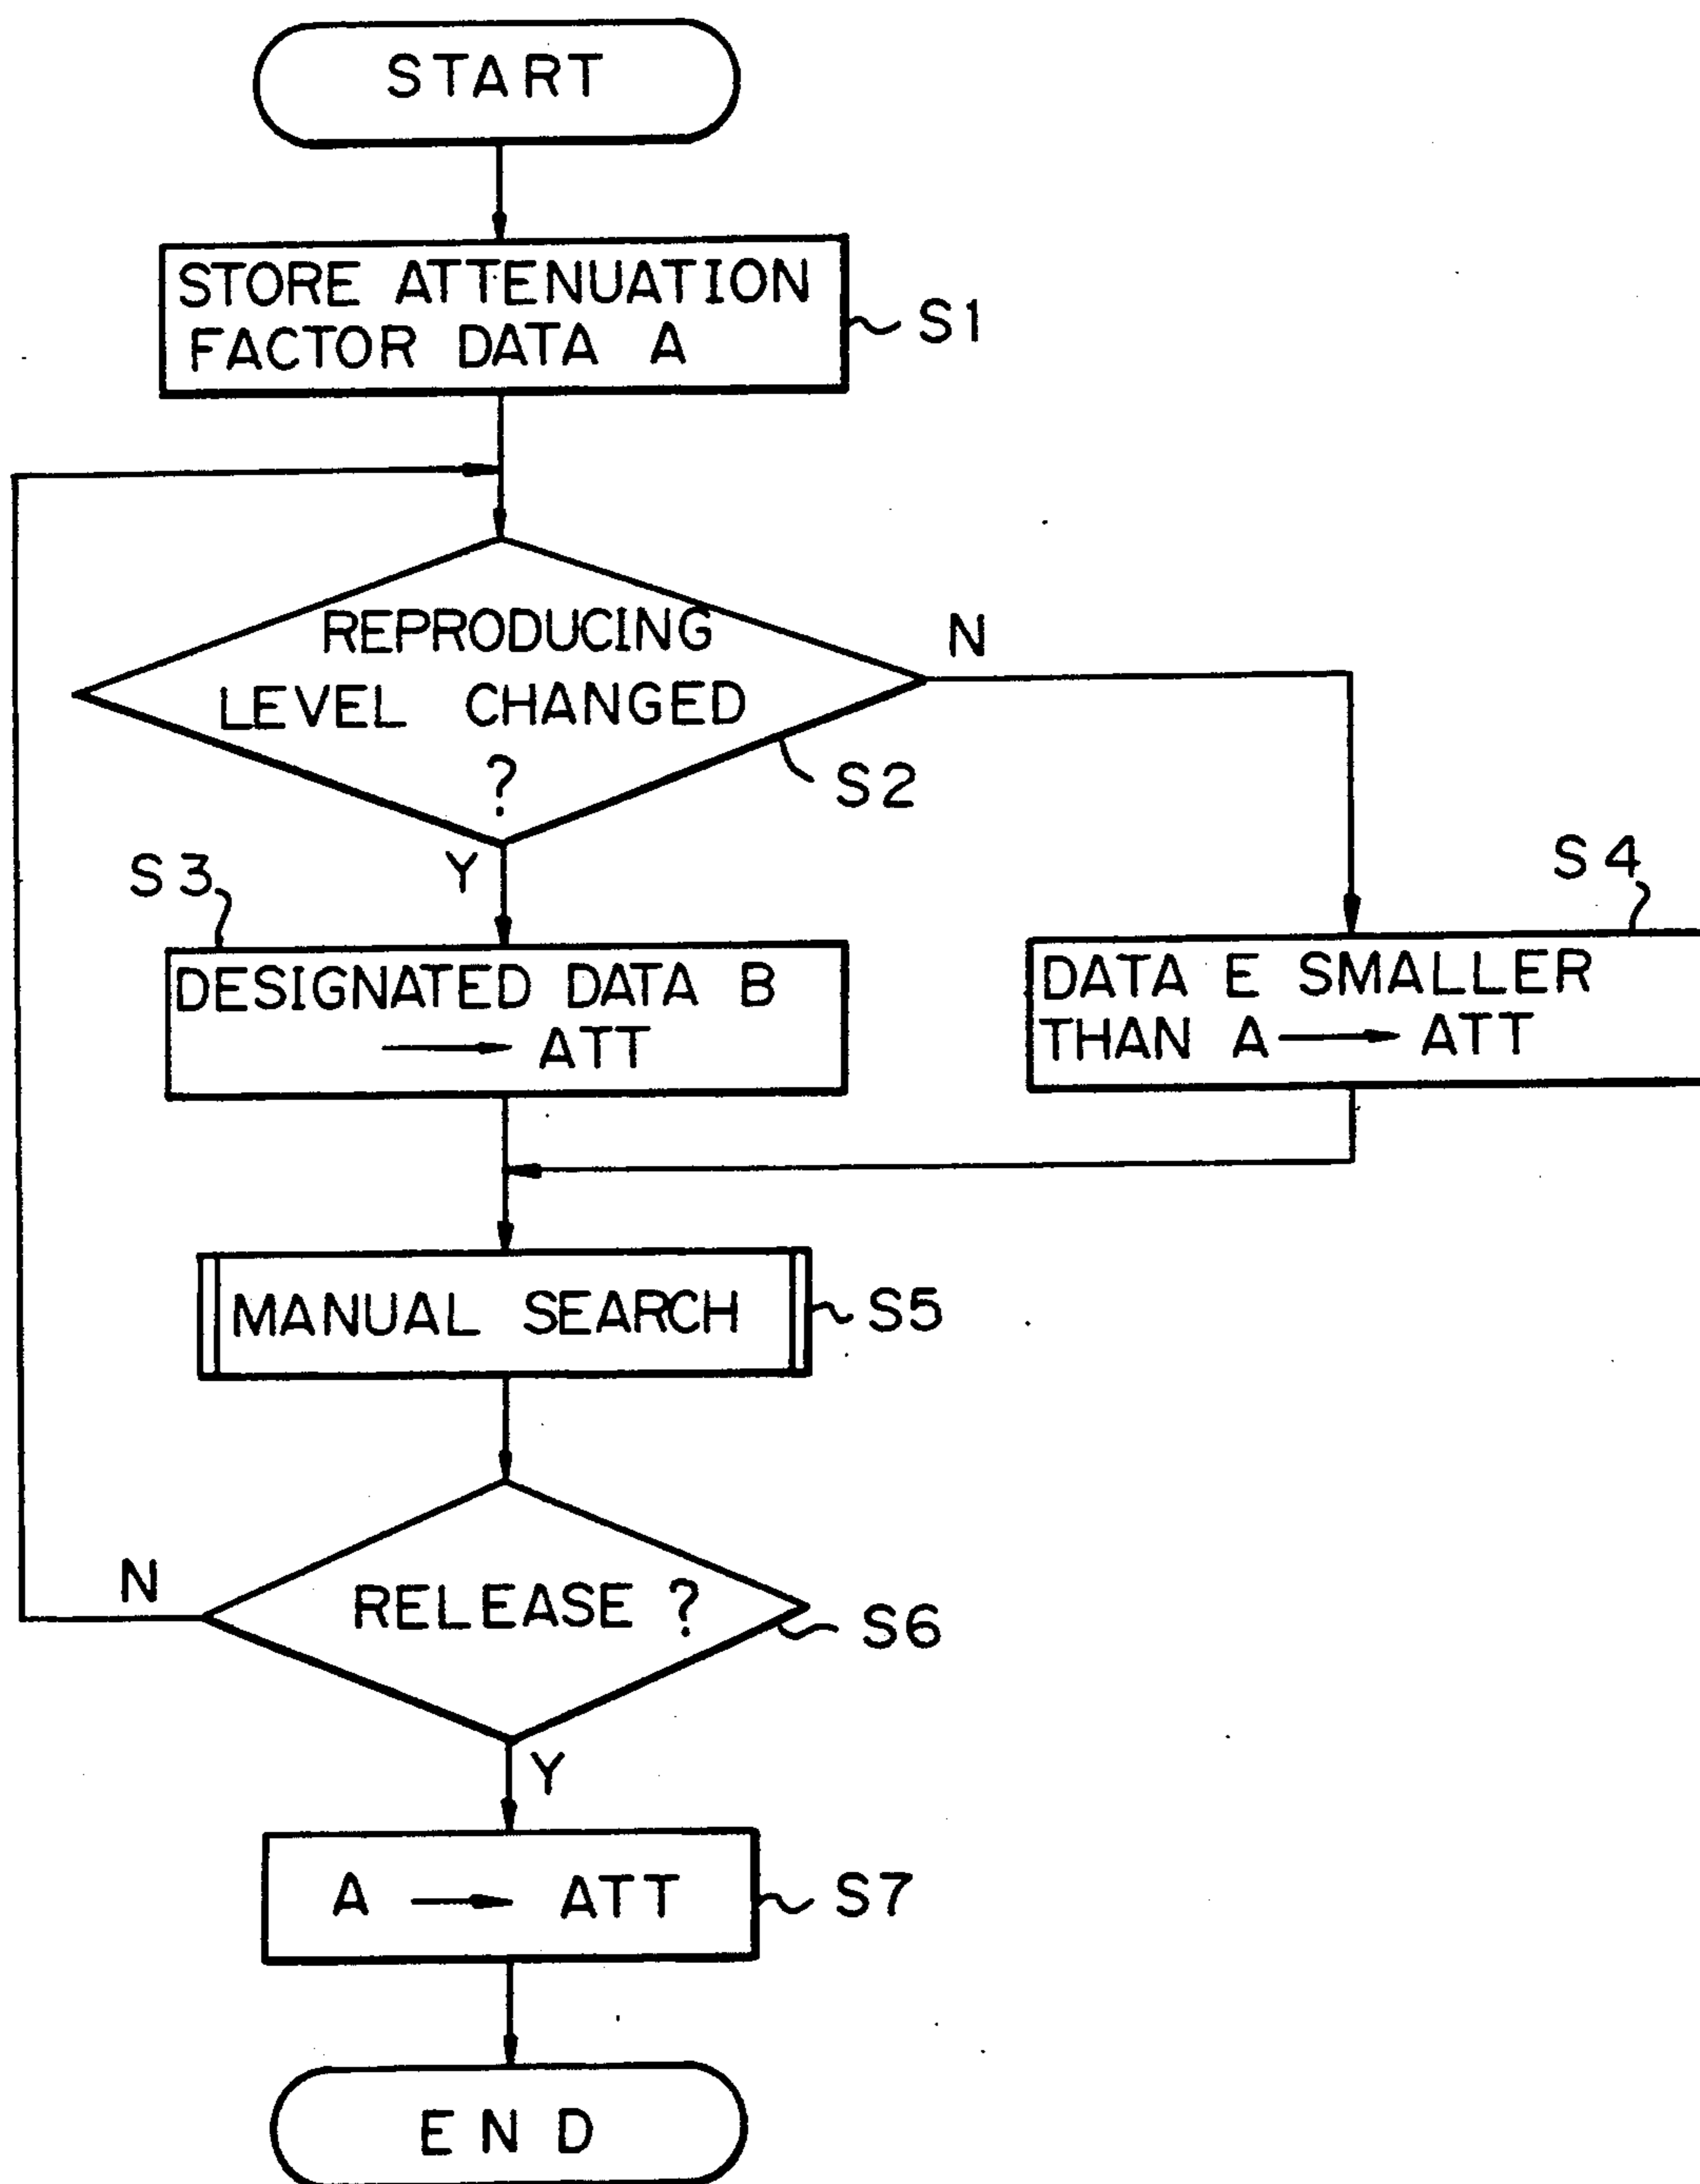 START
STORE ATTENUATION
FACTOR DATA A
S1
REPRODUCING
LEVEL CHANGED
?
N
S2
Y
S3
DESIGNATED DATA B
→ ATT
S4
DATA E SMALLER
THAN A → ATT
MANUAL SEARCH
S5
RELEASE ?
N
S6
Y
A → ATT
S7
END